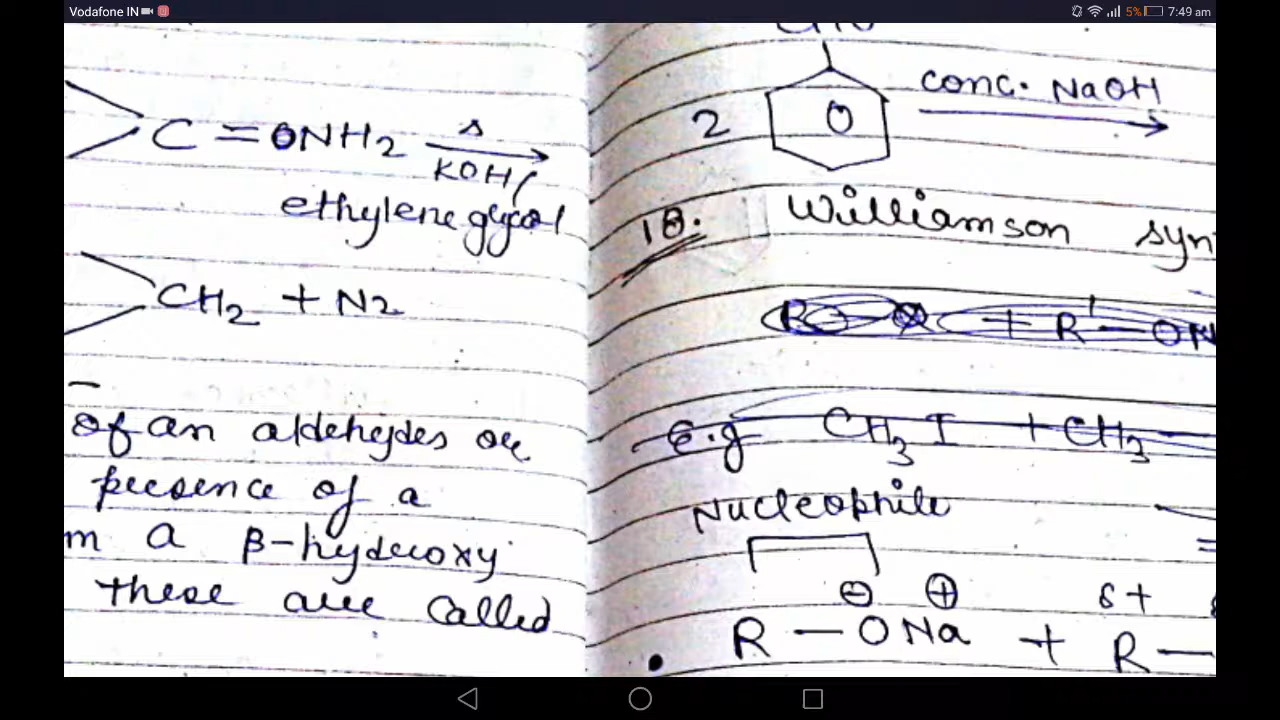 Vodafone IN 5% 7:49 am
C = ONH2 Δ
KOH/
ethylene glycol
CH2 + N2
of an aldehydes or
presence of a
m a β-hydroxy
these are called
2 O conc. NaOH
18. Williamson syn
+ R'—ON
E.g CH3 I + CH3
Nucleophile
⊖ ⊕ δ+
R — ONa + R —